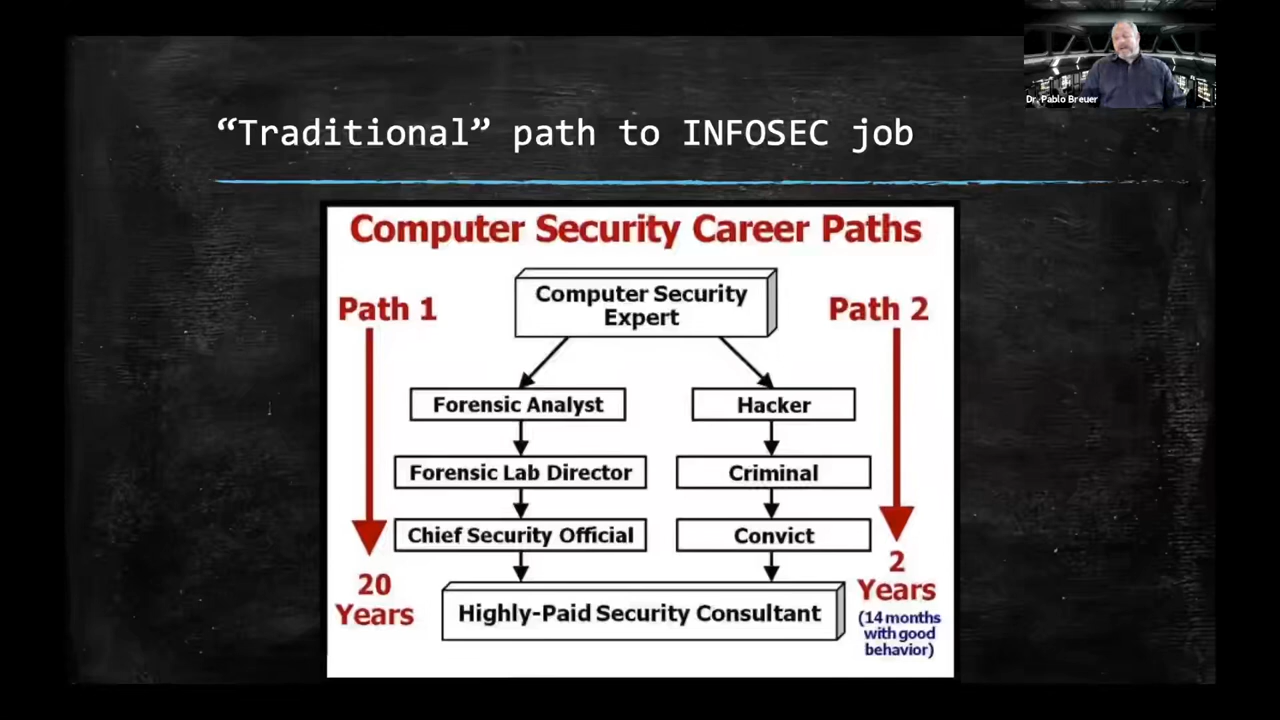 Dr. Pablo Breuer
“Traditional” path to INFOSEC job
Computer Security Career Paths
Path 1
Computer Security
Expert
Path 2
Forensic Analyst
Hacker
Forensic Lab Director
Criminal
Chief Security Official
Convict
20
Years
2
Years
(14 months
with good
behavior)
Highly-Paid Security Consultant